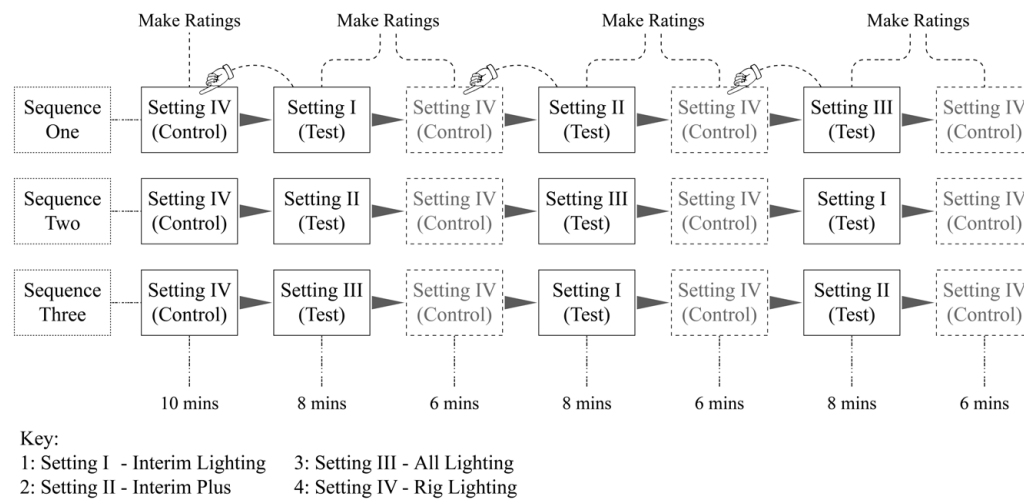 Make Ratings Make Ratings Make Ratings Make Ratings
Sequence One Setting IV (Control) Setting I (Test) Setting IV (Control) Setting II (Test) Setting IV (Control) Setting III (Test) Setting IV (Control)
Sequence Two Setting IV (Control) Setting II (Test) Setting IV (Control) Setting III (Test) Setting IV (Control) Setting I (Test) Setting IV (Control)
Sequence Three Setting IV (Control) Setting III (Test) Setting IV (Control) Setting I (Test) Setting IV (Control) Setting II (Test) Setting IV (Control)
10 mins 8 mins 6 mins 8 mins 6 mins 8 mins 6 mins
Key:
1: Setting I - Interim Lighting 3: Setting III - All Lighting
2: Setting II - Interim Plus 4: Setting IV - Rig Lighting